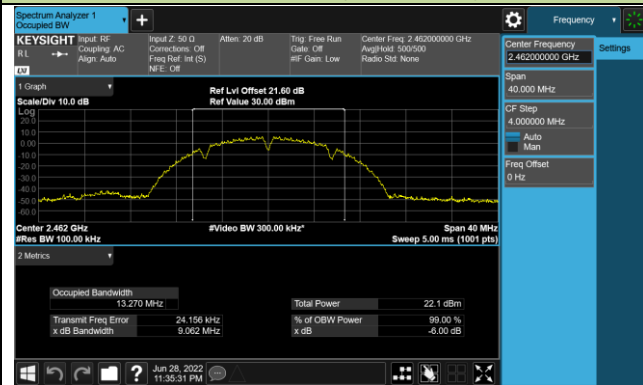 Spectrum Analyzer 1
Occupied BW
Frequency
KEYSIGHT
R L
Input: RF
Coupling: AC
Align: Auto
Input Z: 50 Ω
Corrections: Off
Freq Ref: Int (S)
NFE: Off
Atten: 20 dB
Trig: Free Run
Gate: Off
#IF Gain: Low
Center Freq: 2.462000000 GHz
Avg|Hold: 500/500
Radio Std: None
Center Frequency
2.462000000 GHz
Settings
Span
40.000 MHz
CF Step
4.000000 MHz
Auto
Man
Freq Offset
0 Hz
1 Graph
Scale/Div 10.0 dB
Ref Lvl Offset 21.60 dB
Ref Value 30.00 dBm
Log
20.0
10.0
0.00
-10.0
-20.0
-30.0
-40.0
-50.0
-60.0
Center 2.462 GHz
#Res BW 100.00 kHz
#Video BW 300.00 kHz*
Span 40 MHz
Sweep 5.00 ms (1001 pts)
2 Metrics
Occupied Bandwidth
13.270 MHz
Total Power 22.1 dBm
Transmit Freq Error 24.156 kHz
% of OBW Power 99.00 %
x dB Bandwidth 9.062 MHz
x dB -6.00 dB
Jun 28, 2022
11:35:31 PM